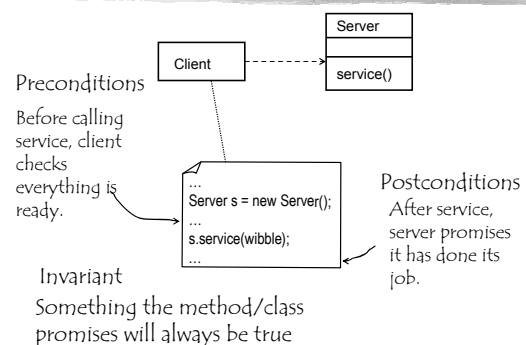 Server
Client
service()
Preconditions
Before calling
service, client
checks
everything is
ready.
...
Server s = new Server();
...
s.service(wibble);
...
Postconditions
After service,
server promises
it has done its
job.
Invariant
Something the method/class
promises will always be true